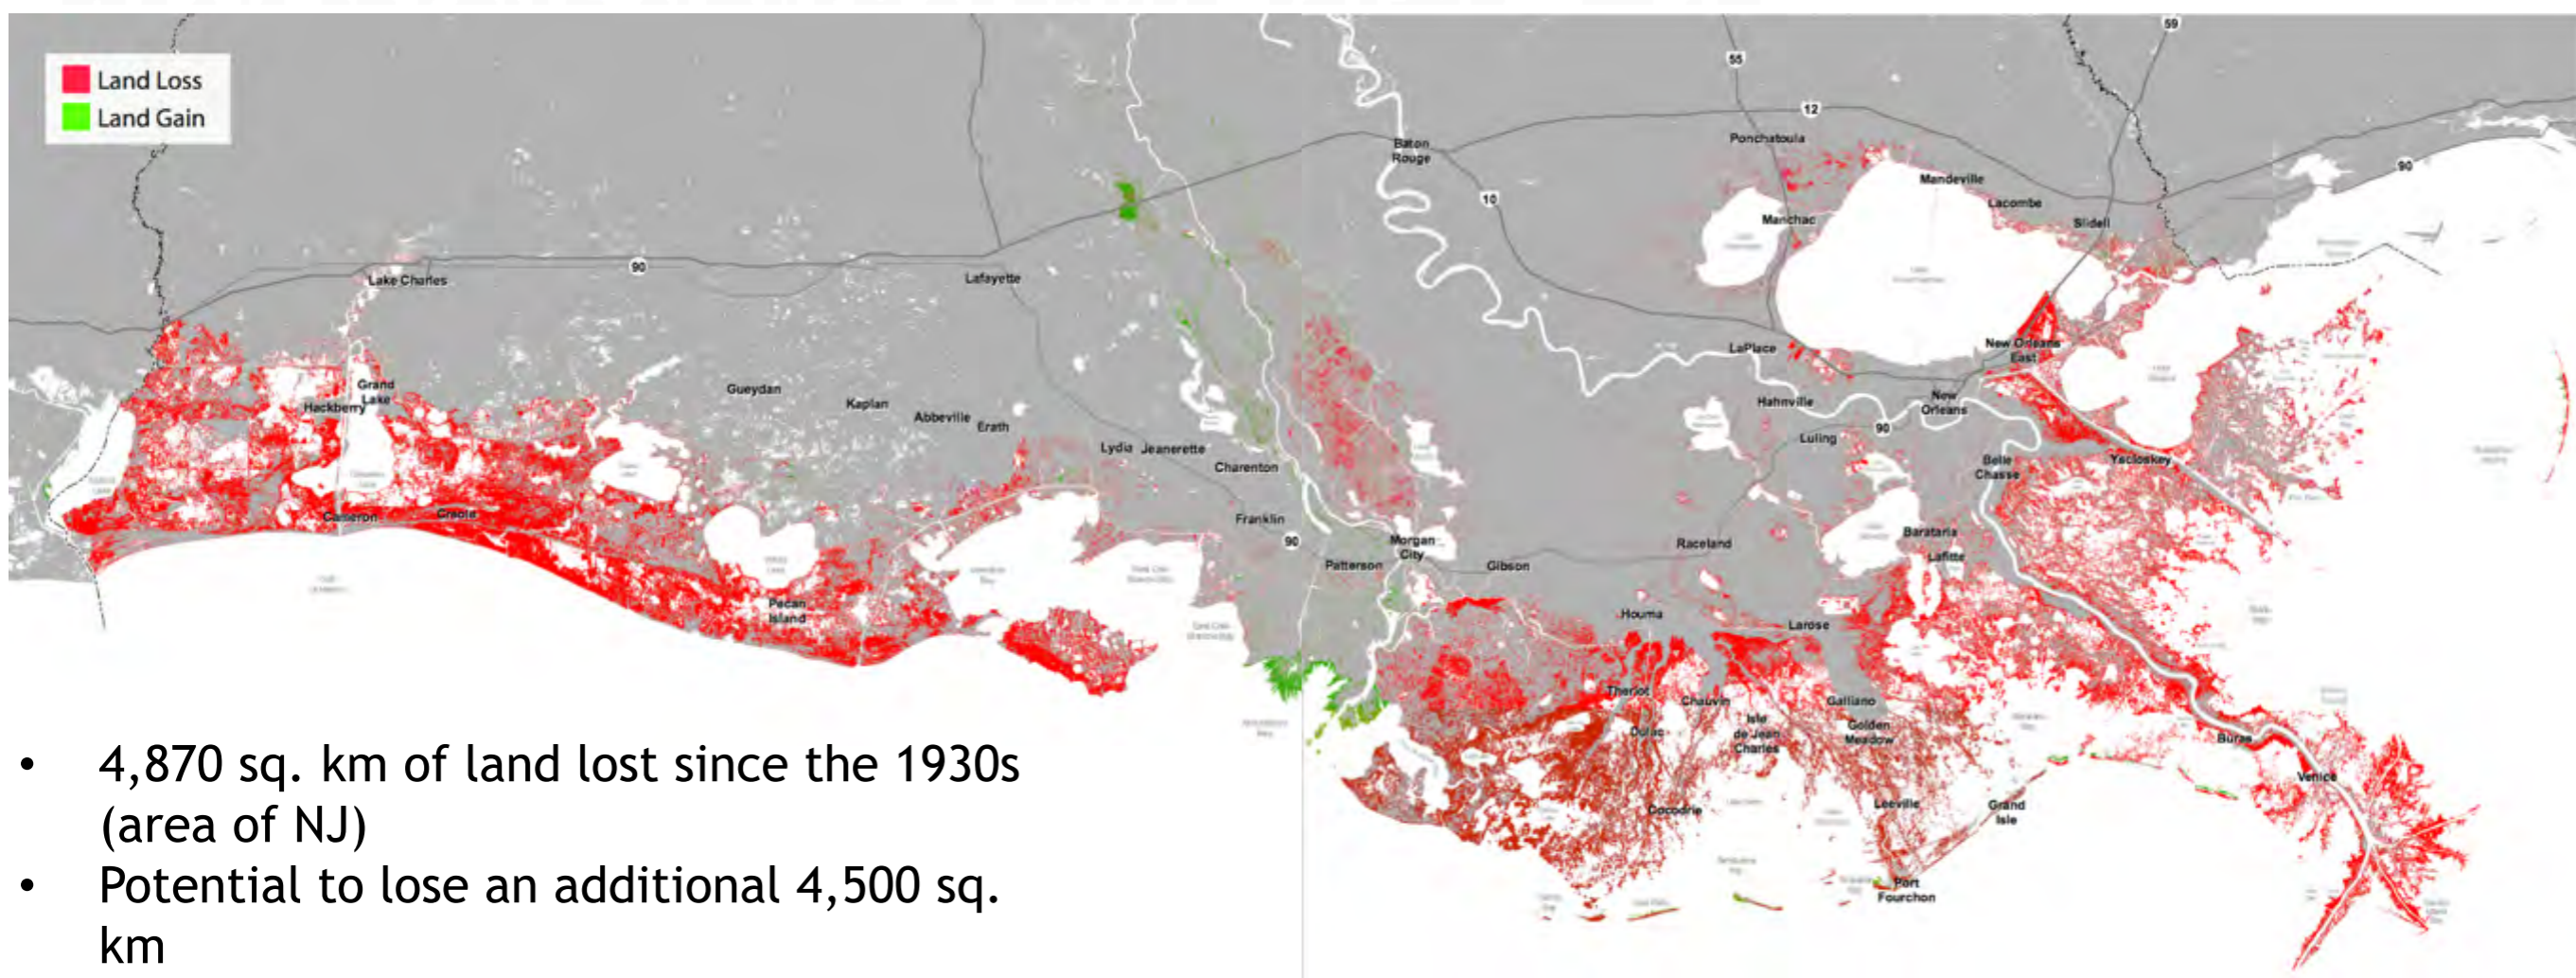 Land Loss
Land Gain
59
55
12
Ponchatoula
Baton
Rouge
90
Mandeville
10
Lacombe
Manchac
Slidell
90
Lake Charles
Lafayette
LaPlace
New Orleans
East
Grand
Lake
Hackberry
Gueydan
Kaplan
Abbeville
Erath
Hahnville
New
Orleans
90
Luling
Lydia
Jeanerette
Charenton
Belle
Chasse
Yscloskey
Cameron
Creole
Franklin
90
Morgan
City
Patterson
Gibson
Raceland
Barataria
Lafitte
Pecan
Island
Houma
Larose
Theriot
Chauvin
Isle
de Jean
Charles
Galliano
Golden
Meadow
Dulac
Buras
Venice
Cocodrie
Leeville
Grand
Isle
Port
Fourchon
• 4,870 sq. km of land lost since the 1930s
(area of NJ)
• Potential to lose an additional 4,500 sq.
km